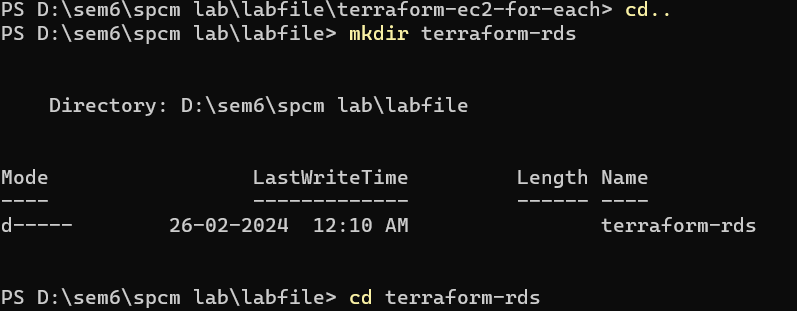 PS D:\sem6\spcm lab\labfile\terraform-ec2-for-each> cd..
PS D:\sem6\spcm lab\labfile> mkdir terraform-rds
Directory: D:\sem6\spcm lab\labfile
Mode LastWriteTime Length Name
---- ------------- ------ ----
d----- 26-02-2024 12:10 AM terraform-rds
PS D:\sem6\spcm lab\labfile> cd terraform-rds